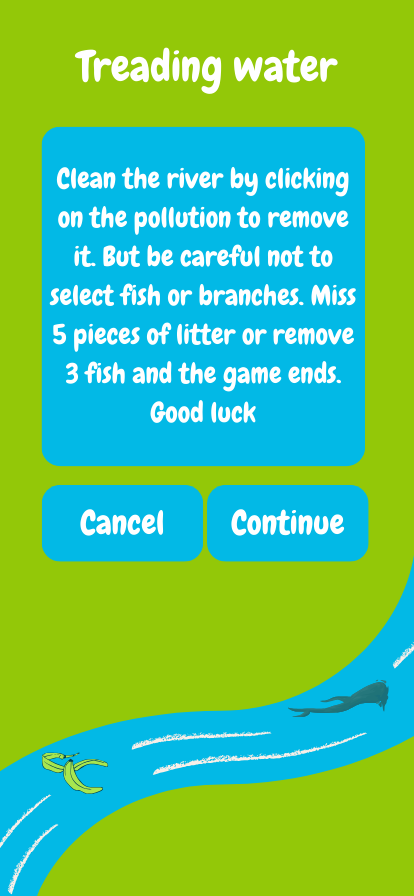 Treading water
Clean the river by clicking
on the pollution to remove
it. But be careful not to
select fish or branches. Miss
5 pieces of litter or remove
3 fish and the game ends.
Good luck
Cancel
Continue